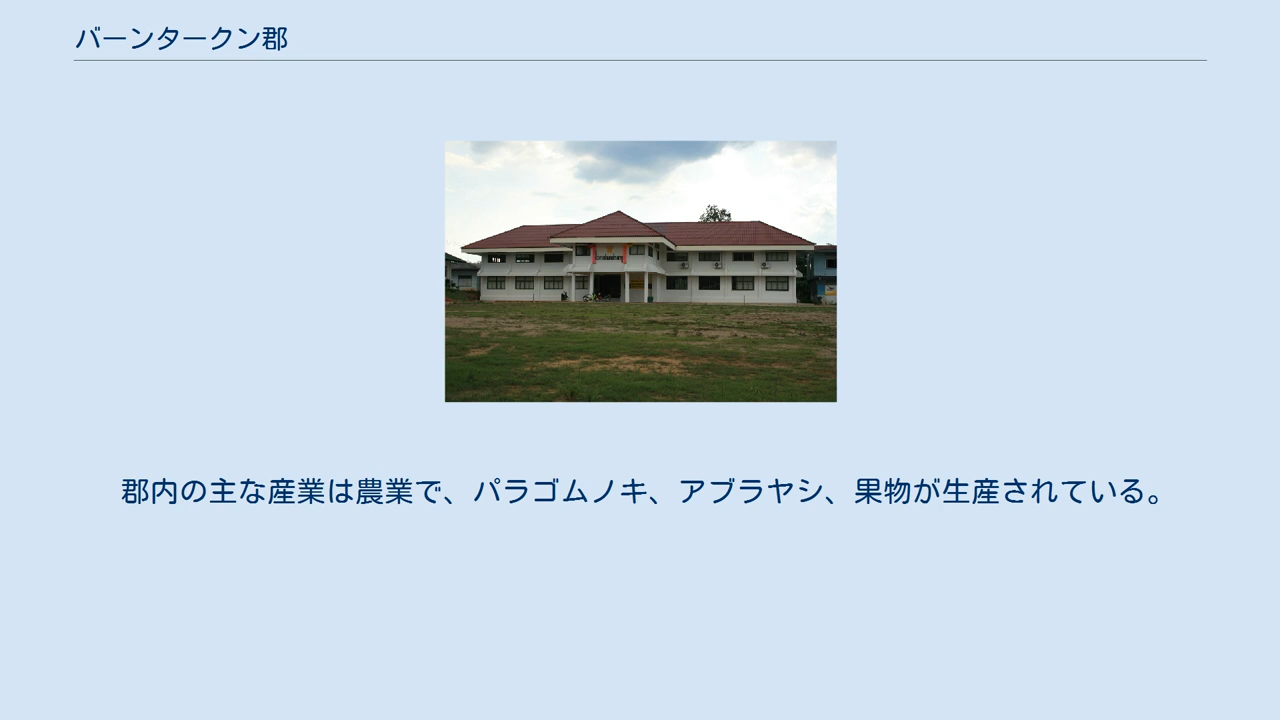 バーンタークン郡
郡内の主な産業は農業で、パラゴムノキ、アブラヤシ、果物が生産されている。